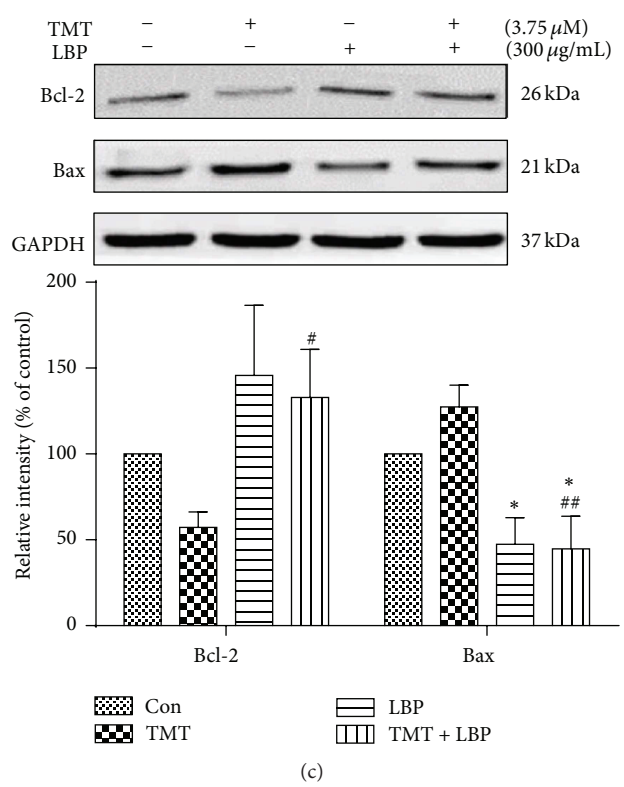 TMT − + − + (3.75 μM)
LBP − − + + (300 μg/mL)
Bcl-2 26 kDa
Bax 21 kDa
GAPDH 37 kDa
Relative intensity (% of control)
200
150
100
50
0
#
*
*
##
Bcl-2 Bax
Con LBP
TMT TMT + LBP
(c)